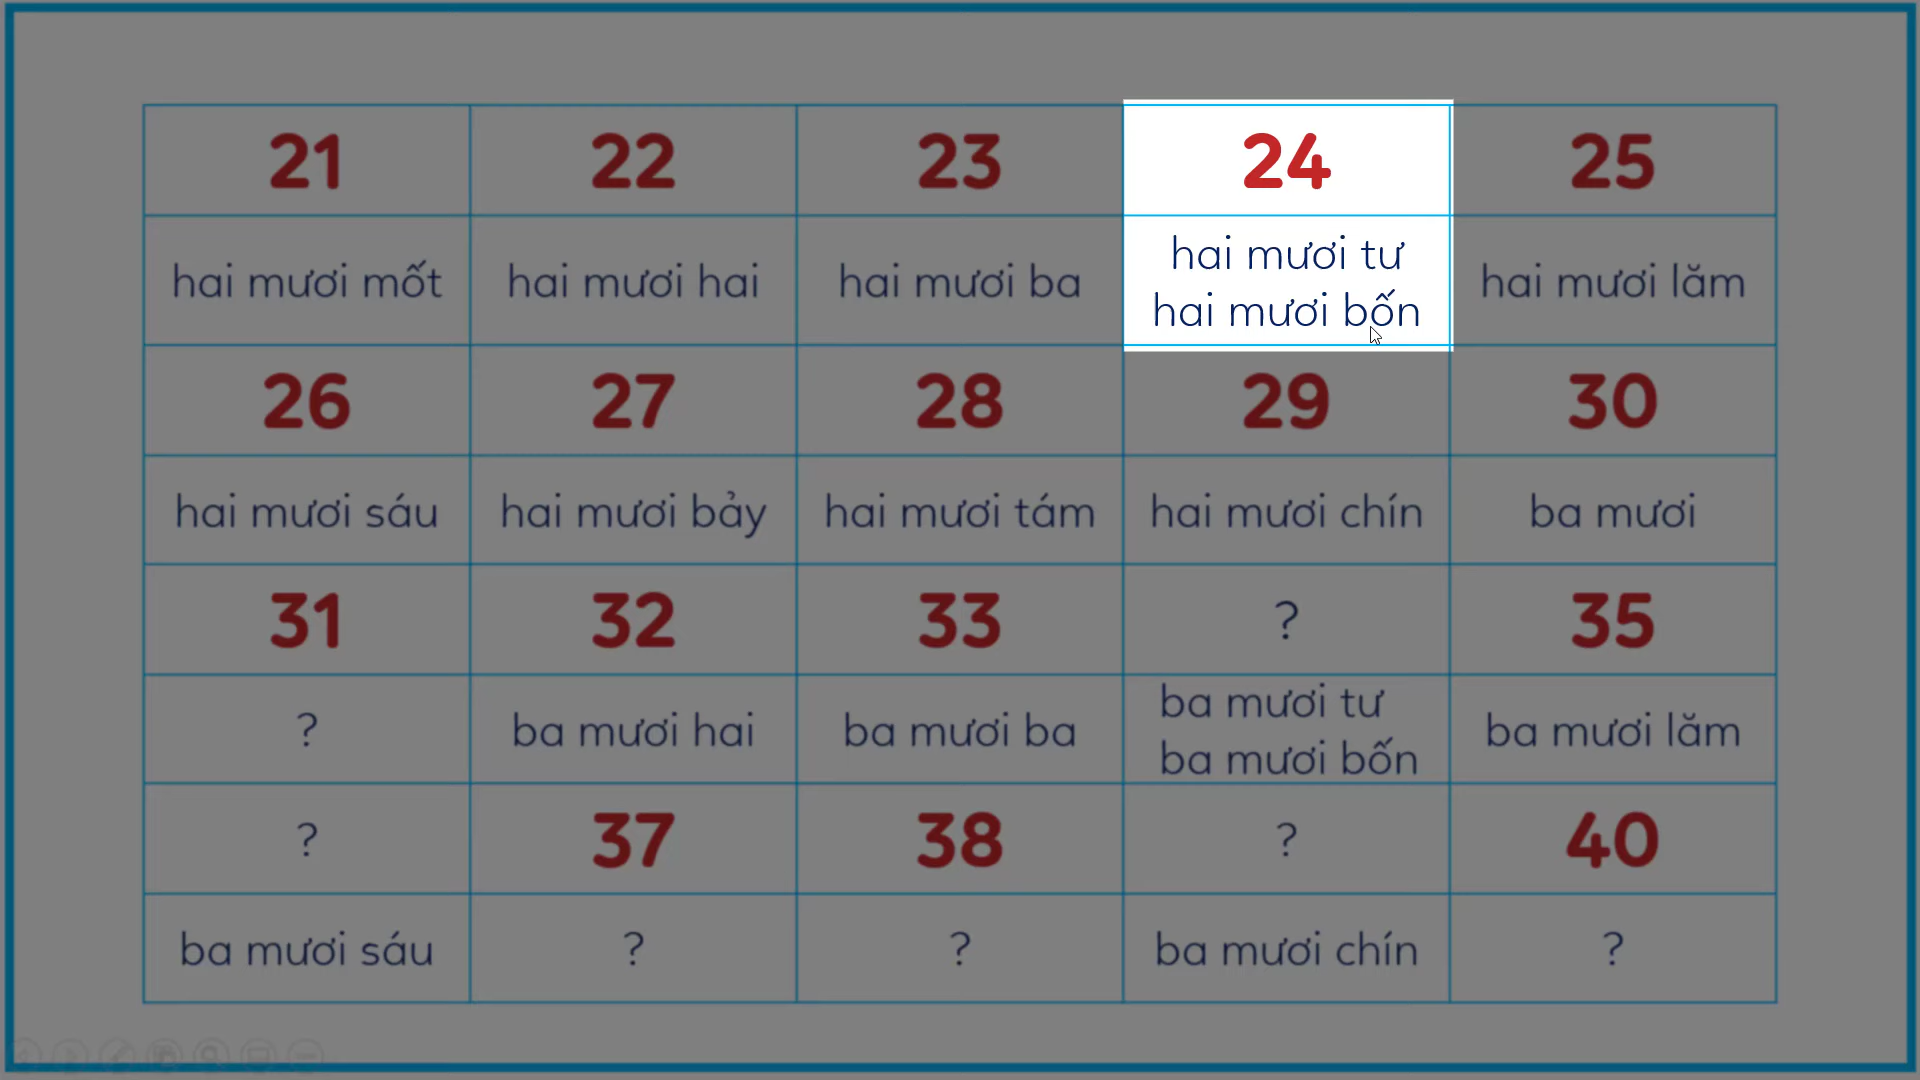 21 22 23 24 25
hai mươi mốt hai mươi hai hai mươi ba hai mươi tư hai mươi bốn hai mươi lăm
26 27 28 29 30
hai mươi sáu hai mươi bảy hai mươi tám hai mươi chín ba mươi
31 32 33 ? 35
? ba mươi hai ba mươi ba ba mươi tư ba mươi bốn ba mươi lăm
? 37 38 ? 40
ba mươi sáu ? ? ba mươi chín ?